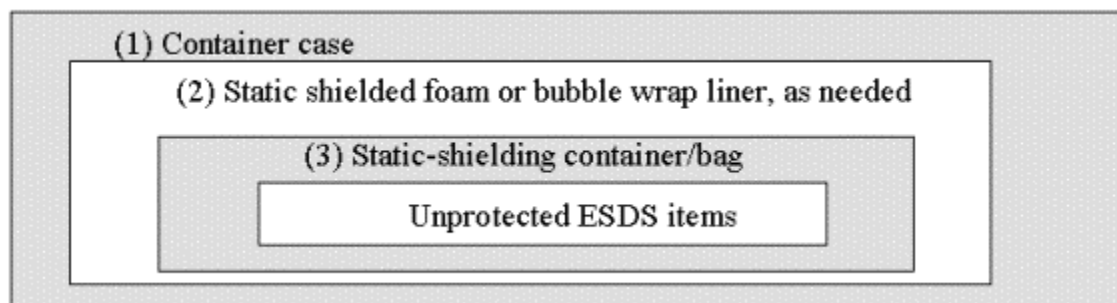 (1) Container case
(2) Static shielded foam or bubble wrap liner, as needed
(3) Static-shielding container/bag
Unprotected ESDS items